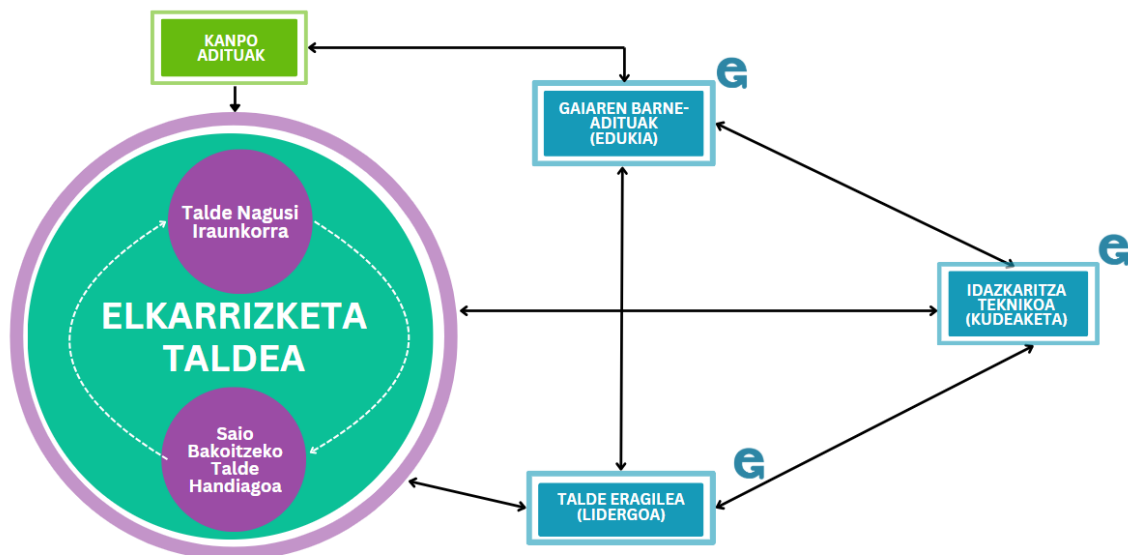 KANPO
ADITUAK
GAIAREN BARNE-
ADITUAK
(EDUKIA)
Talde Nagusi
Iraunkorra
ELKARRIZKETA
TALDEA
IDAZKARITZA
TEKNIKOA
(KUDEAKETA)
Saio
Bakoitzeko
Talde
Handiagoa
TALDE ERAGILEA
(LIDERGOA)